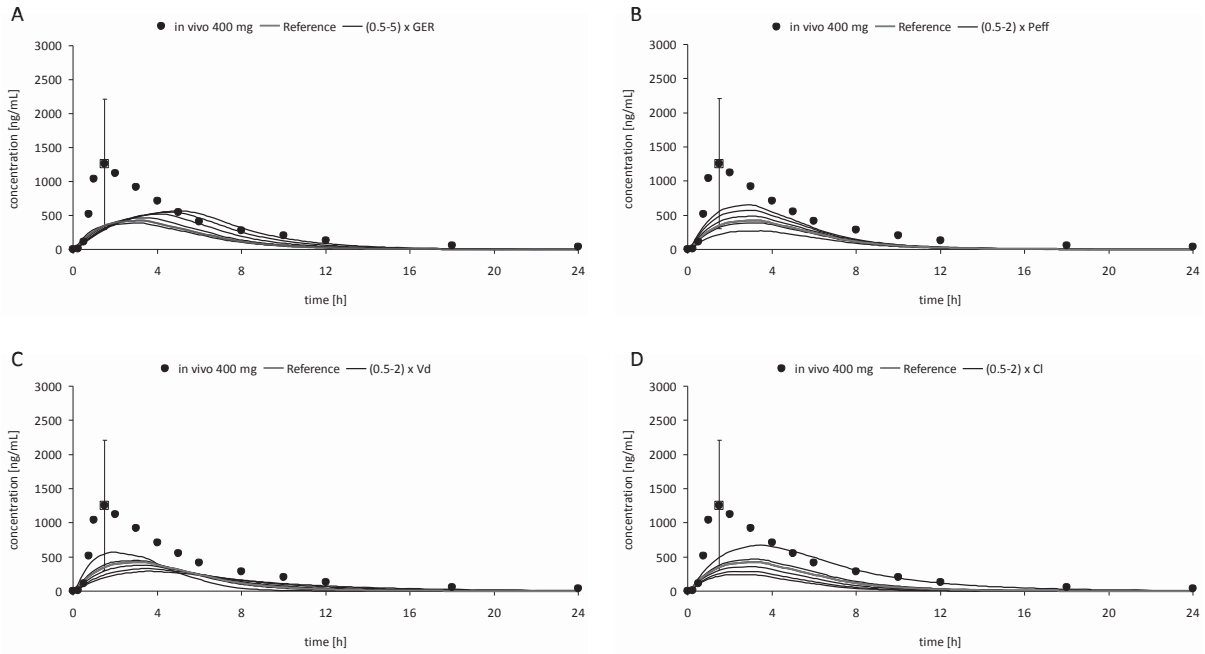 A
in vivo 400 mg Reference (0.5-5) x GER
3000
2500
2000
1500
1000
500
0
concentration [ng/mL]
0 4 8 12 16 20 24
time [h]
B
in vivo 400 mg Reference (0.5-2) x Peff
3000
2500
2000
1500
1000
500
0
concentration [ng/mL]
0 4 8 12 16 20 24
time [h]
C
in vivo 400 mg Reference (0.5-2) x Vd
3000
2500
2000
1500
1000
500
0
concentration [ng/mL]
0 4 8 12 16 20 24
time [h]
D
in vivo 400 mg Reference (0.5-2) x Cl
3000
2500
2000
1500
1000
500
0
concentration [ng/mL]
0 4 8 12 16 20 24
time [h]